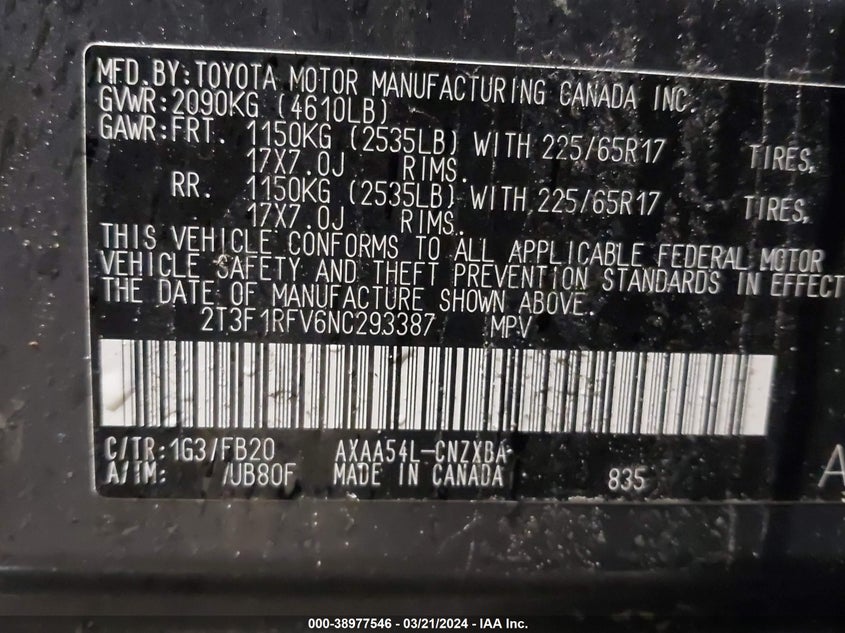 MFD.BY:TOYOTA MOTOR MANUFACTURING CANADA INC.
GVWR:2090KG (4610LB)
GAWR:FRT. 1150KG (2535LB) WITH 225/65R17 TIRES,
17X7.0J RIMS.
RR. 1150KG (2535LB) WITH 225/65R17 TIRES,
17X7.0J RIMS.
THIS VEHICLE CONFORMS TO ALL APPLICABLE FEDERAL MOTOR
VEHICLE SAFETY AND THEFT PREVENTION STANDARDS IN EFFECT
THE DATE OF MANUFACTURE SHOWN ABOVE.
2T3F1RFV6NC293387 MPV
C/TR:1G3/FB20 AXAA54L-CNZXBA
A/IM: /UB80F MADE IN CANADA 835
000-38977546 - 03/21/2024 - IAA Inc.